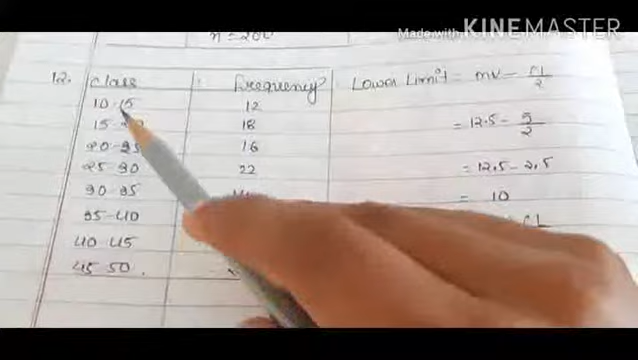 Made with KINEMASTER
n = 200
12. Class Frequency
10-15 12
15-20 18
20-25 16
25-30 22
30-35
35-40
40-45
45-50.
Lower Limit = mv - CI/2
= 12.5 - 5/2
= 12.5 - 2.5
= 10
CI